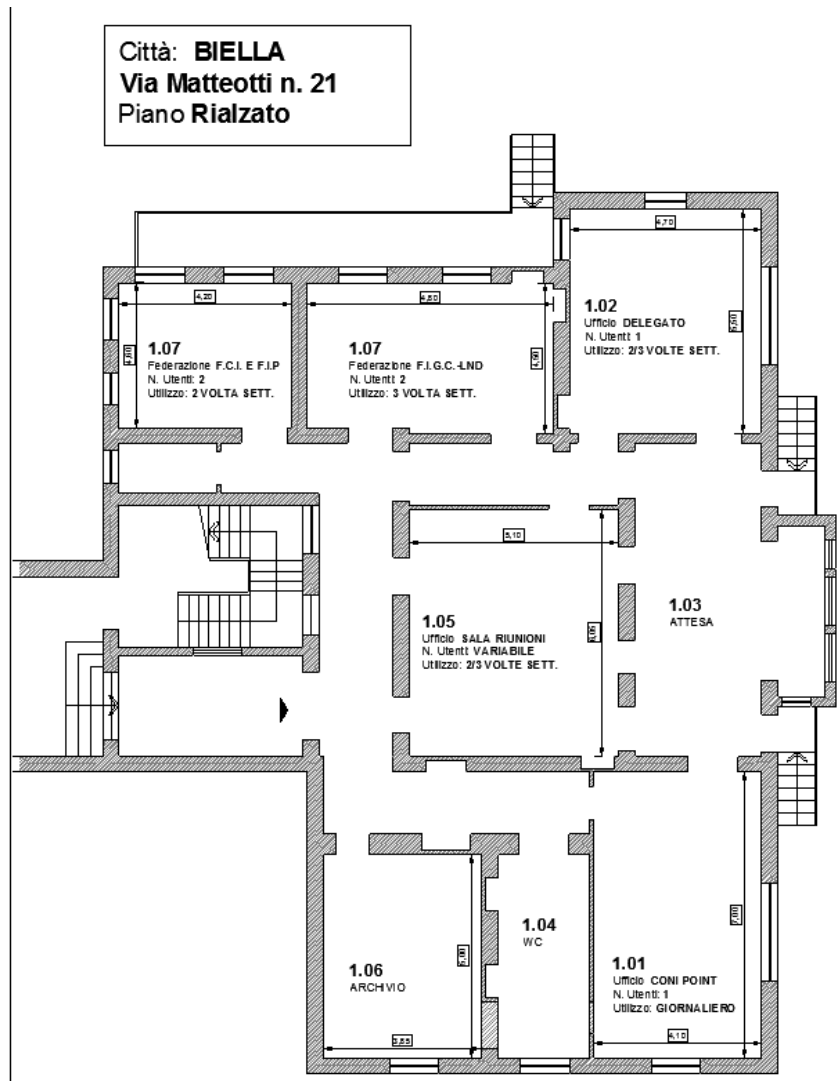 Città: BIELLA
Via Matteotti n. 21
Piano Rialzato
4,70
1.02
Ufficio DELEGATO
N. Utenti: 1
Utilizzo: 2/3 VOLTE SETT.
4,20
1.07
Federazione F.C.I. E F.I.P
N. Utenti: 2
Utilizzo: 2 VOLTA SETT.
1.07
Federazione F.I.G.C.-LND
N. Utenti: 2
Utilizzo: 3 VOLTA SETT.
5,10
1.05
Ufficio SALA RIUNIONI
N. Utenti: VARIABILE
Utilizzo: 2/3 VOLTE SETT.
1.03
ATTESA
7,00
1.04
WC
1.06
ARCHIVIO
5,00
1.01
Ufficio CONI POINT
N. Utenti: 1
Utilizzo: GIORNALIERO
4,10